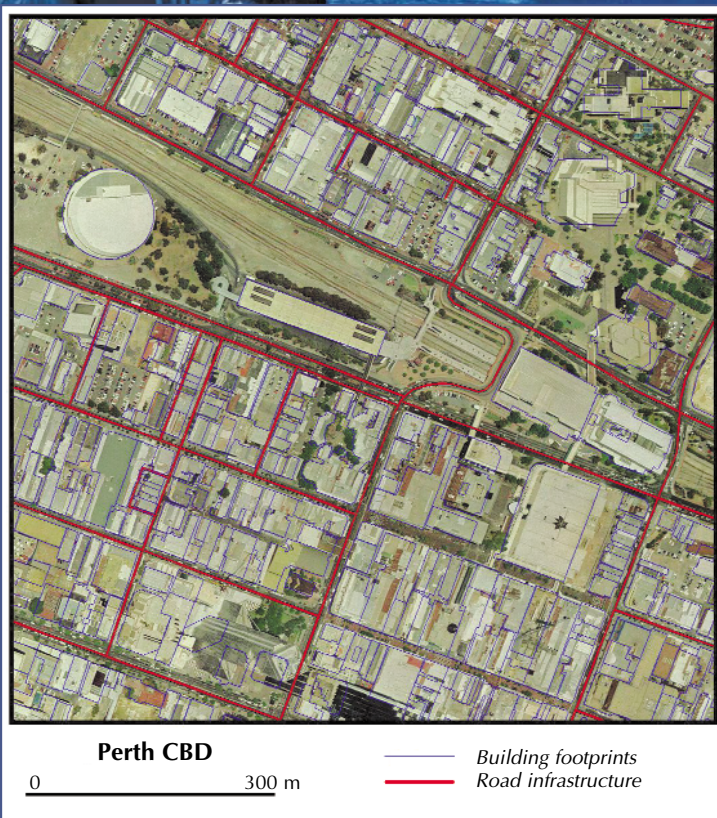 Perth CBD
0 300 m
Building footprints
Road infrastructure